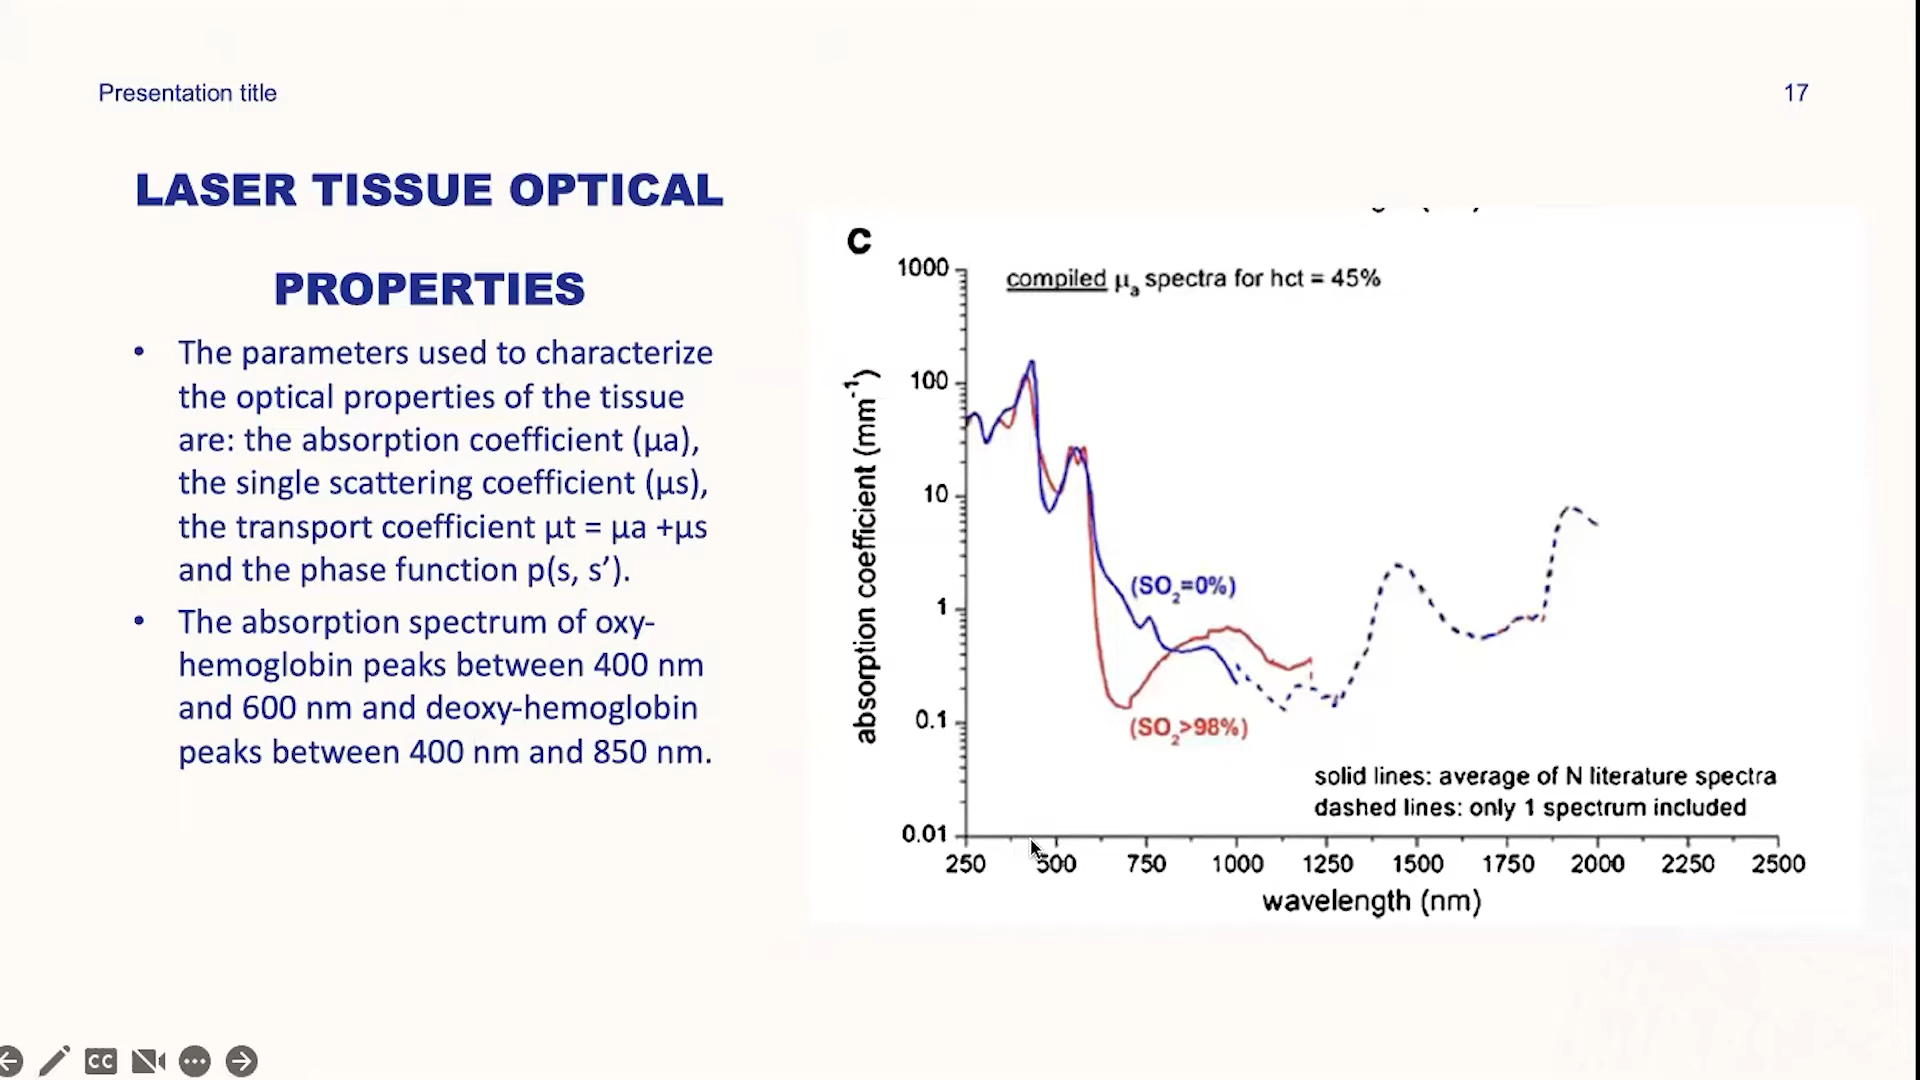 Presentation title
17
LASER TISSUE OPTICAL
PROPERTIES
• The parameters used to characterize
the optical properties of the tissue
are: the absorption coefficient (μa),
the single scattering coefficient (μs),
the transport coefficient μt = μa +μs
and the phase function p(s, s’).
• The absorption spectrum of oxy-
hemoglobin peaks between 400 nm
and 600 nm and deoxy-hemoglobin
peaks between 400 nm and 850 nm.
C
compiled μa spectra for hct = 45%
absorption coefficient (mm⁻¹)
1000
100
10
1
0.1
0.01
(SO₂=0%)
(SO₂>98%)
solid lines: average of N literature spectra
dashed lines: only 1 spectrum included
250 500 750 1000 1250 1500 1750 2000 2250 2500
wavelength (nm)
CC